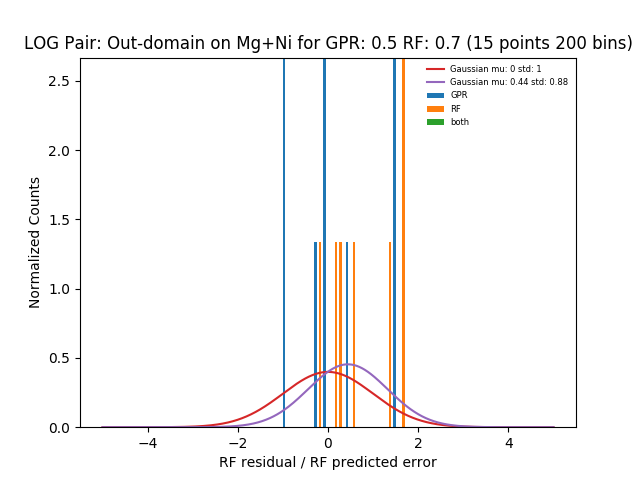 LOG Pair: Out-domain on Mg+Ni for GPR: 0.5 RF: 0.7 (15 points 200 bins)
Gaussian mu: 0 std: 1
Gaussian mu: 0.44 std: 0.88
GPR
RF
both
Normalized Counts
2.5
2.0
1.5
1.0
0.5
0.0
−4 −2 0 2 4
RF residual / RF predicted error